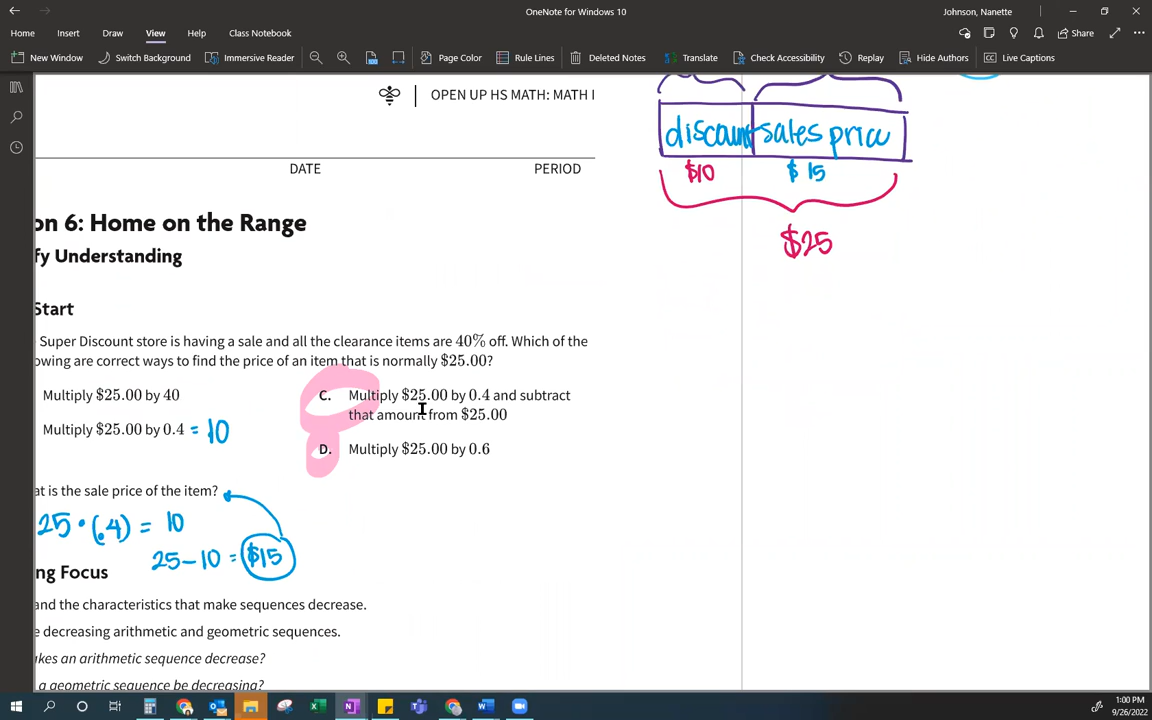 OneNote for Windows 10
Johnson, Nanette
Home Insert Draw View Help Class Notebook
Share
New Window Switch Background Immersive Reader Page Color Rule Lines Deleted Notes Translate Check Accessibility Replay Hide Authors Live Captions
OPEN UP HS MATH: MATH I
DATE PERIOD
discount sales price
$10 $15
$25
on 6: Home on the Range
fy Understanding
Start
Super Discount store is having a sale and all the clearance items are 40% off. Which of the
owing are correct ways to find the price of an item that is normally $25.00?
Multiply $25.00 by 40
Multiply $25.00 by 0.4 = 10
C. Multiply $25.00 by 0.4 and subtract
that amount from $25.00
D. Multiply $25.00 by 0.6
at is the sale price of the item?
25 • (.4) = 10
25 - 10 = $15
ng Focus
and the characteristics that make sequences decrease.
e decreasing arithmetic and geometric sequences.
akes an arithmetic sequence decrease?
a geometric sequence be decreasing?
1:00 PM
9/26/2022